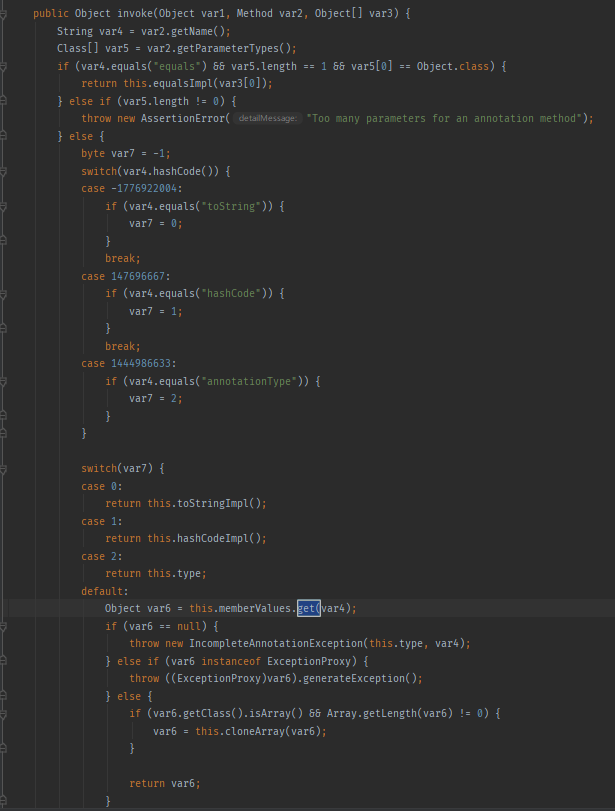 public Object invoke(Object var1, Method var2, Object[] var3) {
String var4 = var2.getName();
Class[] var5 = var2.getParameterTypes();
if (var4.equals("equals") && var5.length == 1 && var5[0] == Object.class) {
return this.equalsImpl(var3[0]);
} else if (var5.length != 0) {
throw new AssertionError( detailMessage: "Too many parameters for an annotation method");
} else {
byte var7 = -1;
switch(var4.hashCode()) {
case -1776922004:
if (var4.equals("toString")) {
var7 = 0;
}
break;
case 147696667:
if (var4.equals("hashCode")) {
var7 = 1;
}
break;
case 1444986633:
if (var4.equals("annotationType")) {
var7 = 2;
}
}
switch(var7) {
case 0:
return this.toStringImpl();
case 1:
return this.hashCodeImpl();
case 2:
return this.type;
default:
Object var6 = this.memberValues.get(var4);
if (var6 == null) {
throw new IncompleteAnnotationException(this.type, var4);
} else if (var6 instanceof ExceptionProxy) {
throw ((ExceptionProxy)var6).generateException();
} else {
if (var6.getClass().isArray() && Array.getLength(var6) != 0) {
var6 = this.cloneArray(var6);
}
return var6;
}